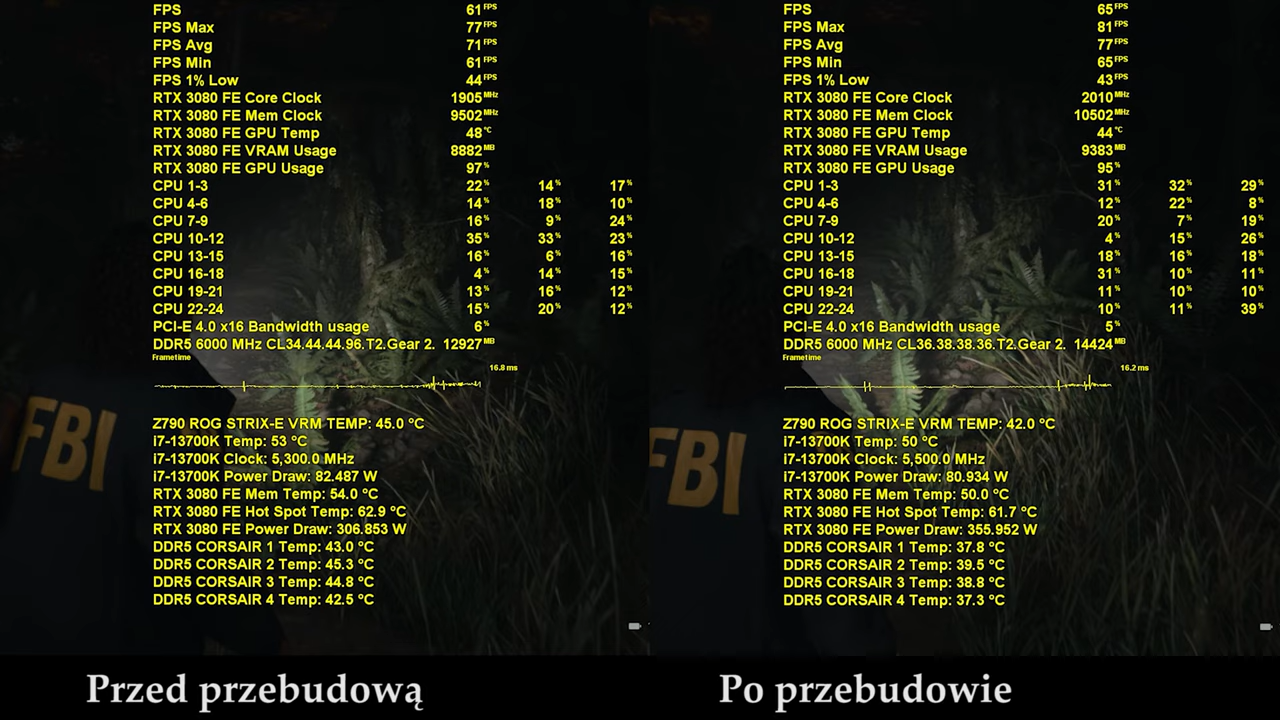 FPS 61 FPS
FPS Max 77 FPS
FPS Avg 71 FPS
FPS Min 61 FPS
FPS 1% Low 44 FPS
RTX 3080 FE Core Clock 1905 MHz
RTX 3080 FE Mem Clock 9502 MHz
RTX 3080 FE GPU Temp 48 °C
RTX 3080 FE VRAM Usage 8882 MB
RTX 3080 FE GPU Usage 97 %
CPU 1-3 22 % 14 % 17 %
CPU 4-6 14 % 18 % 10 %
CPU 7-9 16 % 9 % 24 %
CPU 10-12 35 % 33 % 23 %
CPU 13-15 16 % 6 % 16 %
CPU 16-18 4 % 14 % 15 %
CPU 19-21 13 % 16 % 12 %
CPU 22-24 15 % 20 % 12 %
PCI-E 4.0 x16 Bandwidth usage 6 %
DDR5 6000 MHz CL34.44.44.96.T2.Gear 2. 12927 MB
Frametime
16.8 ms
Z790 ROG STRIX-E VRM TEMP: 45.0 °C
i7-13700K Temp: 53 °C
i7-13700K Clock: 5,300.0 MHz
i7-13700K Power Draw: 82.487 W
RTX 3080 FE Mem Temp: 54.0 °C
RTX 3080 FE Hot Spot Temp: 62.9 °C
RTX 3080 FE Power Draw: 306.853 W
DDR5 CORSAIR 1 Temp: 43.0 °C
DDR5 CORSAIR 2 Temp: 45.3 °C
DDR5 CORSAIR 3 Temp: 44.8 °C
DDR5 CORSAIR 4 Temp: 42.5 °C
FBI
Przed przebudową
FPS 65 FPS
FPS Max 81 FPS
FPS Avg 77 FPS
FPS Min 65 FPS
FPS 1% Low 43 FPS
RTX 3080 FE Core Clock 2010 MHz
RTX 3080 FE Mem Clock 10502 MHz
RTX 3080 FE GPU Temp 44 °C
RTX 3080 FE VRAM Usage 9383 MB
RTX 3080 FE GPU Usage 95 %
CPU 1-3 31 % 32 % 29 %
CPU 4-6 12 % 22 % 8 %
CPU 7-9 20 % 7 % 19 %
CPU 10-12 4 % 15 % 26 %
CPU 13-15 18 % 16 % 18 %
CPU 16-18 31 % 10 % 11 %
CPU 19-21 11 % 10 % 10 %
CPU 22-24 10 % 11 % 39 %
PCI-E 4.0 x16 Bandwidth usage 5 %
DDR5 6000 MHz CL36.38.38.36.T2.Gear 2. 14424 MB
Frametime
16.2 ms
Z790 ROG STRIX-E VRM TEMP: 42.0 °C
i7-13700K Temp: 50 °C
i7-13700K Clock: 5,500.0 MHz
i7-13700K Power Draw: 80.934 W
RTX 3080 FE Mem Temp: 50.0 °C
RTX 3080 FE Hot Spot Temp: 61.7 °C
RTX 3080 FE Power Draw: 355.952 W
DDR5 CORSAIR 1 Temp: 37.8 °C
DDR5 CORSAIR 2 Temp: 39.5 °C
DDR5 CORSAIR 3 Temp: 38.8 °C
DDR5 CORSAIR 4 Temp: 37.3 °C
FBI
Po przebudowie